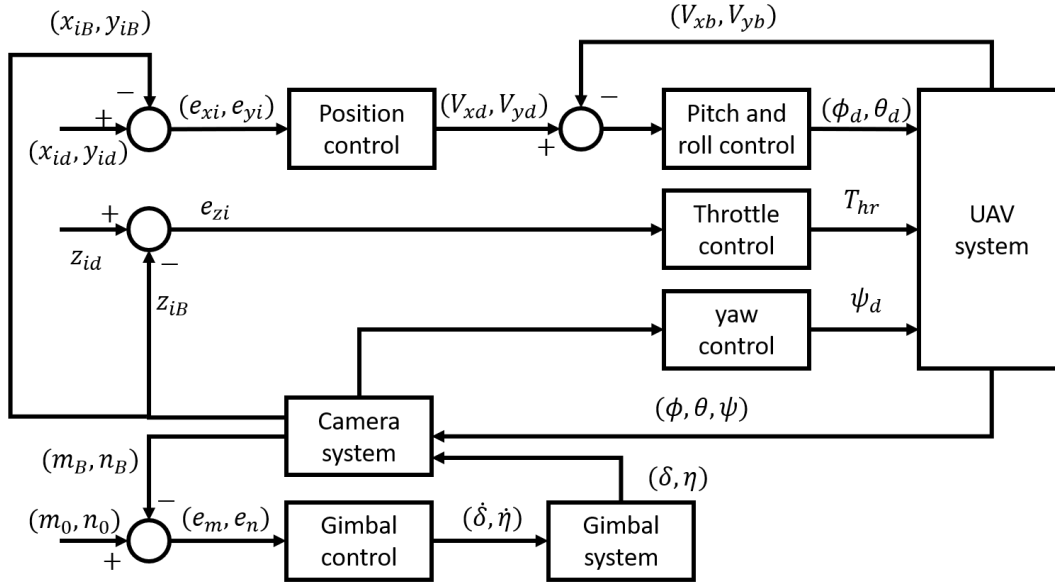 (x_{iB}, y_{iB})
(V_{xb}, V_{yb})
−
+
(e_{xi}, e_{yi})
Position
control
(V_{xd}, V_{yd})
−
+
Pitch and
roll control
(ϕ_d, θ_d)
(x_{id}, y_{id})
+
e_{zi}
z_{id}
−
z_{iB}
Throttle
control
T_{hr}
UAV
system
yaw
control
ψ_d
Camera
system
(ϕ, θ, ψ)
(m_B, n_B)
(δ, η)
−
(m_0, n_0)
+
(e_m, e_n)
Gimbal
control
(δ̇, η̇)
Gimbal
system